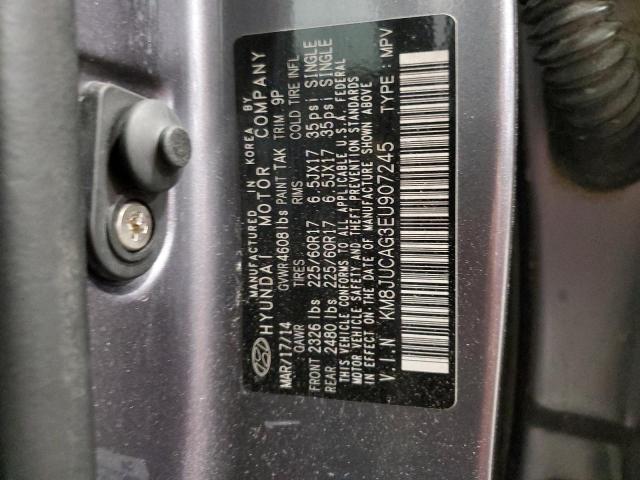 MANUFACTURED IN KOREA BY
HYUNDAI MOTOR COMPANY
MAR/17/14 GVWR 4608 lbs PAINT TAK TRIM 9P
GAWR TIRES RIMS COLD TIRE INFL
FRONT 2326 lbs 225/60R17 6.5JX17 35psi SINGLE
REAR 2480 lbs 225/60R17 6.5JX17 35psi SINGLE
THIS VEHICLE CONFORMS TO ALL APPLICABLE U.S.A. FEDERAL
MOTOR VEHICLE-SAFETY AND THEFT PREVENTION STANDARDS
IN EFFECT ON THE DATE OF MANUFACTURE SHOWN ABOVE
V.I.N KM8JUCAG3EU907245 TYPE : MPV